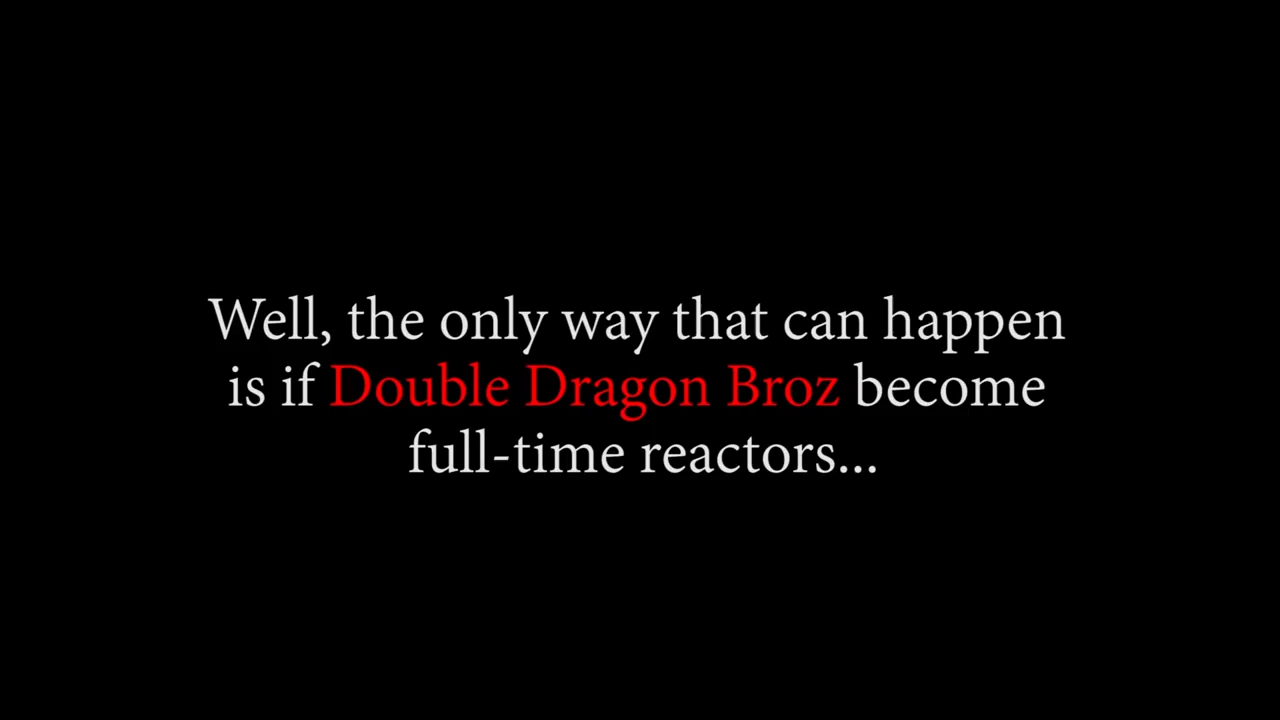 Well, the only way that can happen
is if Double Dragon Broz become
full-time reactors...